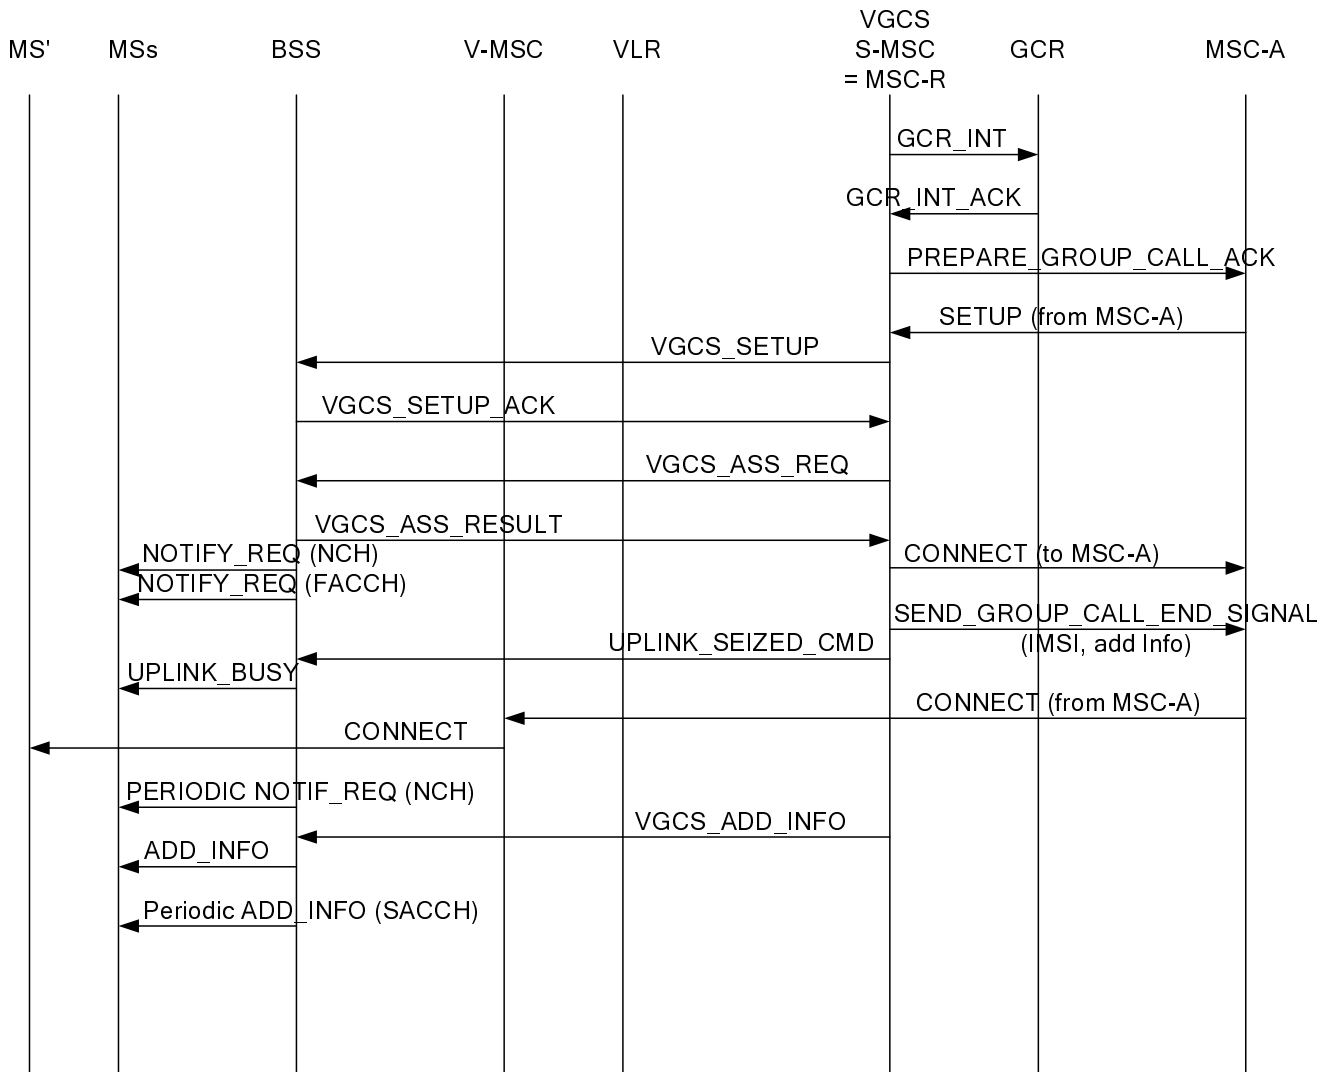 VGCS
MS' MSs BSS V-MSC VLR S-MSC GCR MSC-A
= MSC-R
GCR_INT
GCR_INT_ACK
PREPARE_GROUP_CALL_ACK
SETUP (from MSC-A)
VGCS_SETUP
VGCS_SETUP_ACK
VGCS_ASS_REQ
VGCS_ASS_RESULT
NOTIFY_REQ (NCH)
CONNECT (to MSC-A)
NOTIFY_REQ (FACCH)
SEND_GROUP_CALL_END_SIGNAL
UPLINK_SEIZED_CMD
(IMSI, add Info)
UPLINK_BUSY
CONNECT (from MSC-A)
CONNECT
PERIODIC NOTIF_REQ (NCH)
VGCS_ADD_INFO
ADD_INFO
Periodic ADD_INFO (SACCH)